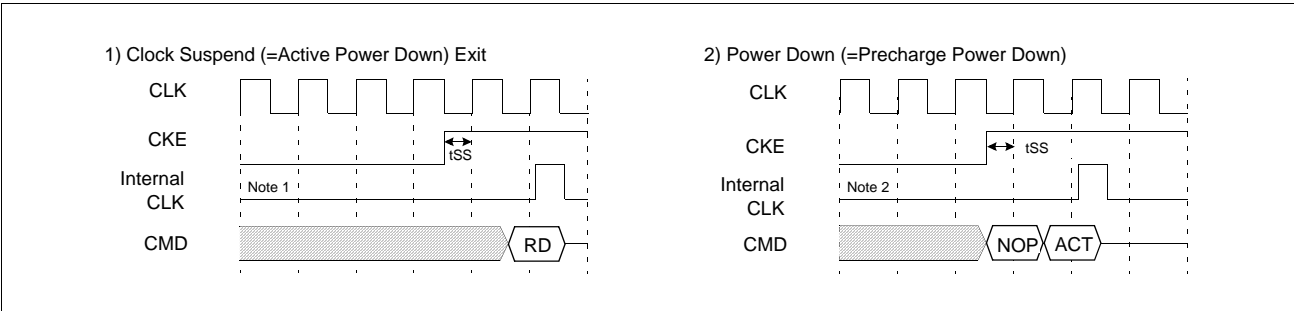 1) Clock Suspend (=Active Power Down) Exit
CLK
CKE
tSS
Internal
CLK
Note 1
CMD
RD
2) Power Down (=Precharge Power Down)
CLK
CKE
tSS
Internal
CLK
Note 2
CMD
NOP
ACT